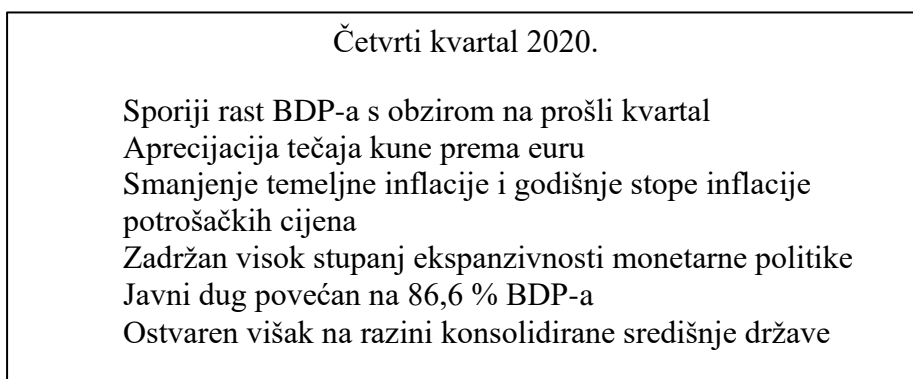 Četvrti kvartal 2020.
Sporiji rast BDP-a s obzirom na prošli kvartal
Aprecijacija tečaja kune prema euru
Smanjenje temeljne inflacije i godišnje stope inflacije
potrošačkih cijena
Zadržan visok stupanj ekspanzivnosti monetarne politike
Javni dug povećan na 86,6 % BDP-a
Ostvaren višak na razini konsolidirane središnje države